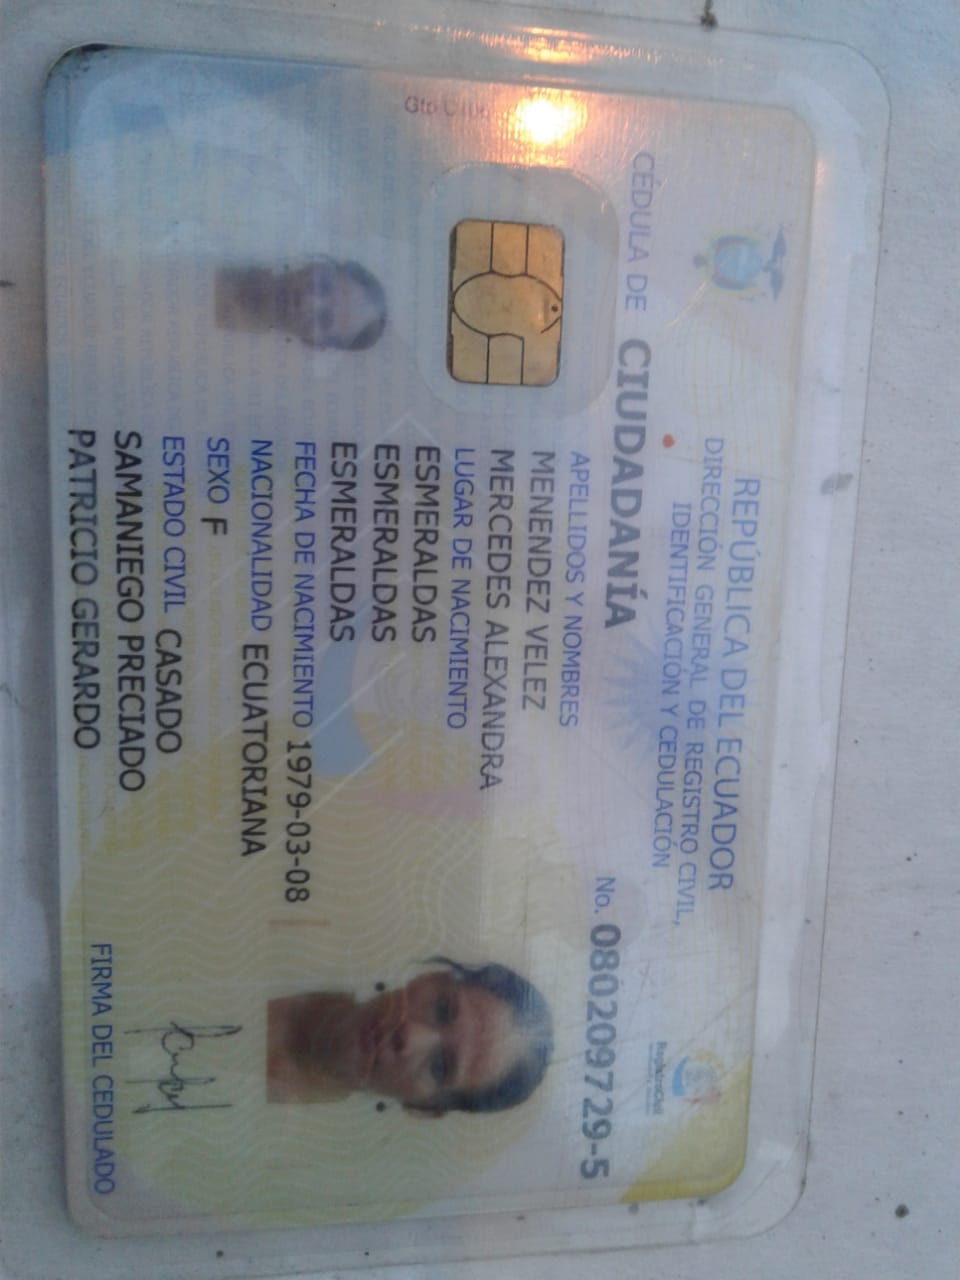 REPÚBLICA DEL ECUADOR
DIRECCIÓN GENERAL DE REGISTRO CIVIL,
IDENTIFICACIÓN Y CEDULACIÓN
CÉDULA DE CIUDADANÍA
No. 080209729-5
APELLIDOS Y NOMBRES
MENENDEZ VELEZ
MERCEDES ALEXANDRA
LUGAR DE NACIMIENTO
ESMERALDAS
ESMERALDAS
ESMERALDAS
FECHA DE NACIMIENTO 1979-03-08
NACIONALIDAD ECUATORIANA
SEXO F
ESTADO CIVIL CASADO
SAMANIEGO PRECIADO
PATRICIO GERARDO
FIRMA DEL CEDULADO